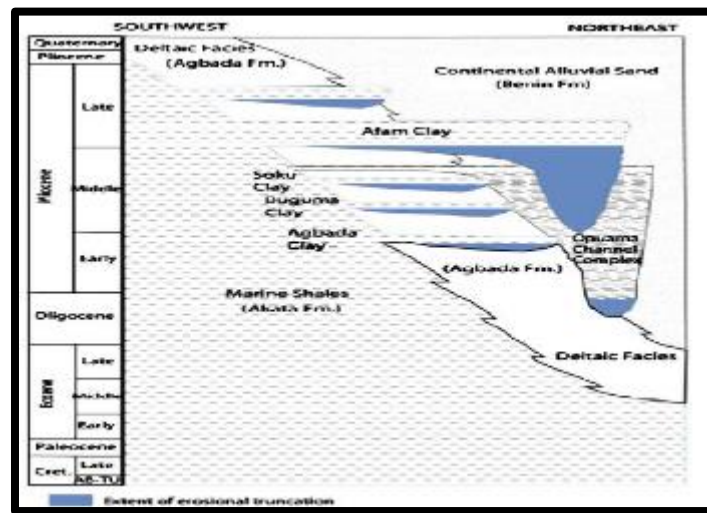 SOUTHWEST
NORTHEAST
Quaternary
Pliocene
Deltaic Facies
(Agbada Fm.)
Continental Alluvial Sand
(Benin Fm)
Late
Afam Clay
Middle
Soku
Clay
Buguma
Clay
Agbada
Clay
Early
Opuama
Channel
Complex
(Agbada Fm.)
Marine Shales
(Akata Fm.)
Oligocene
Deltaic Facies
Eocene
Late
Middle
Early
Paleocene
Cret.
Late
Extent of erosional truncation